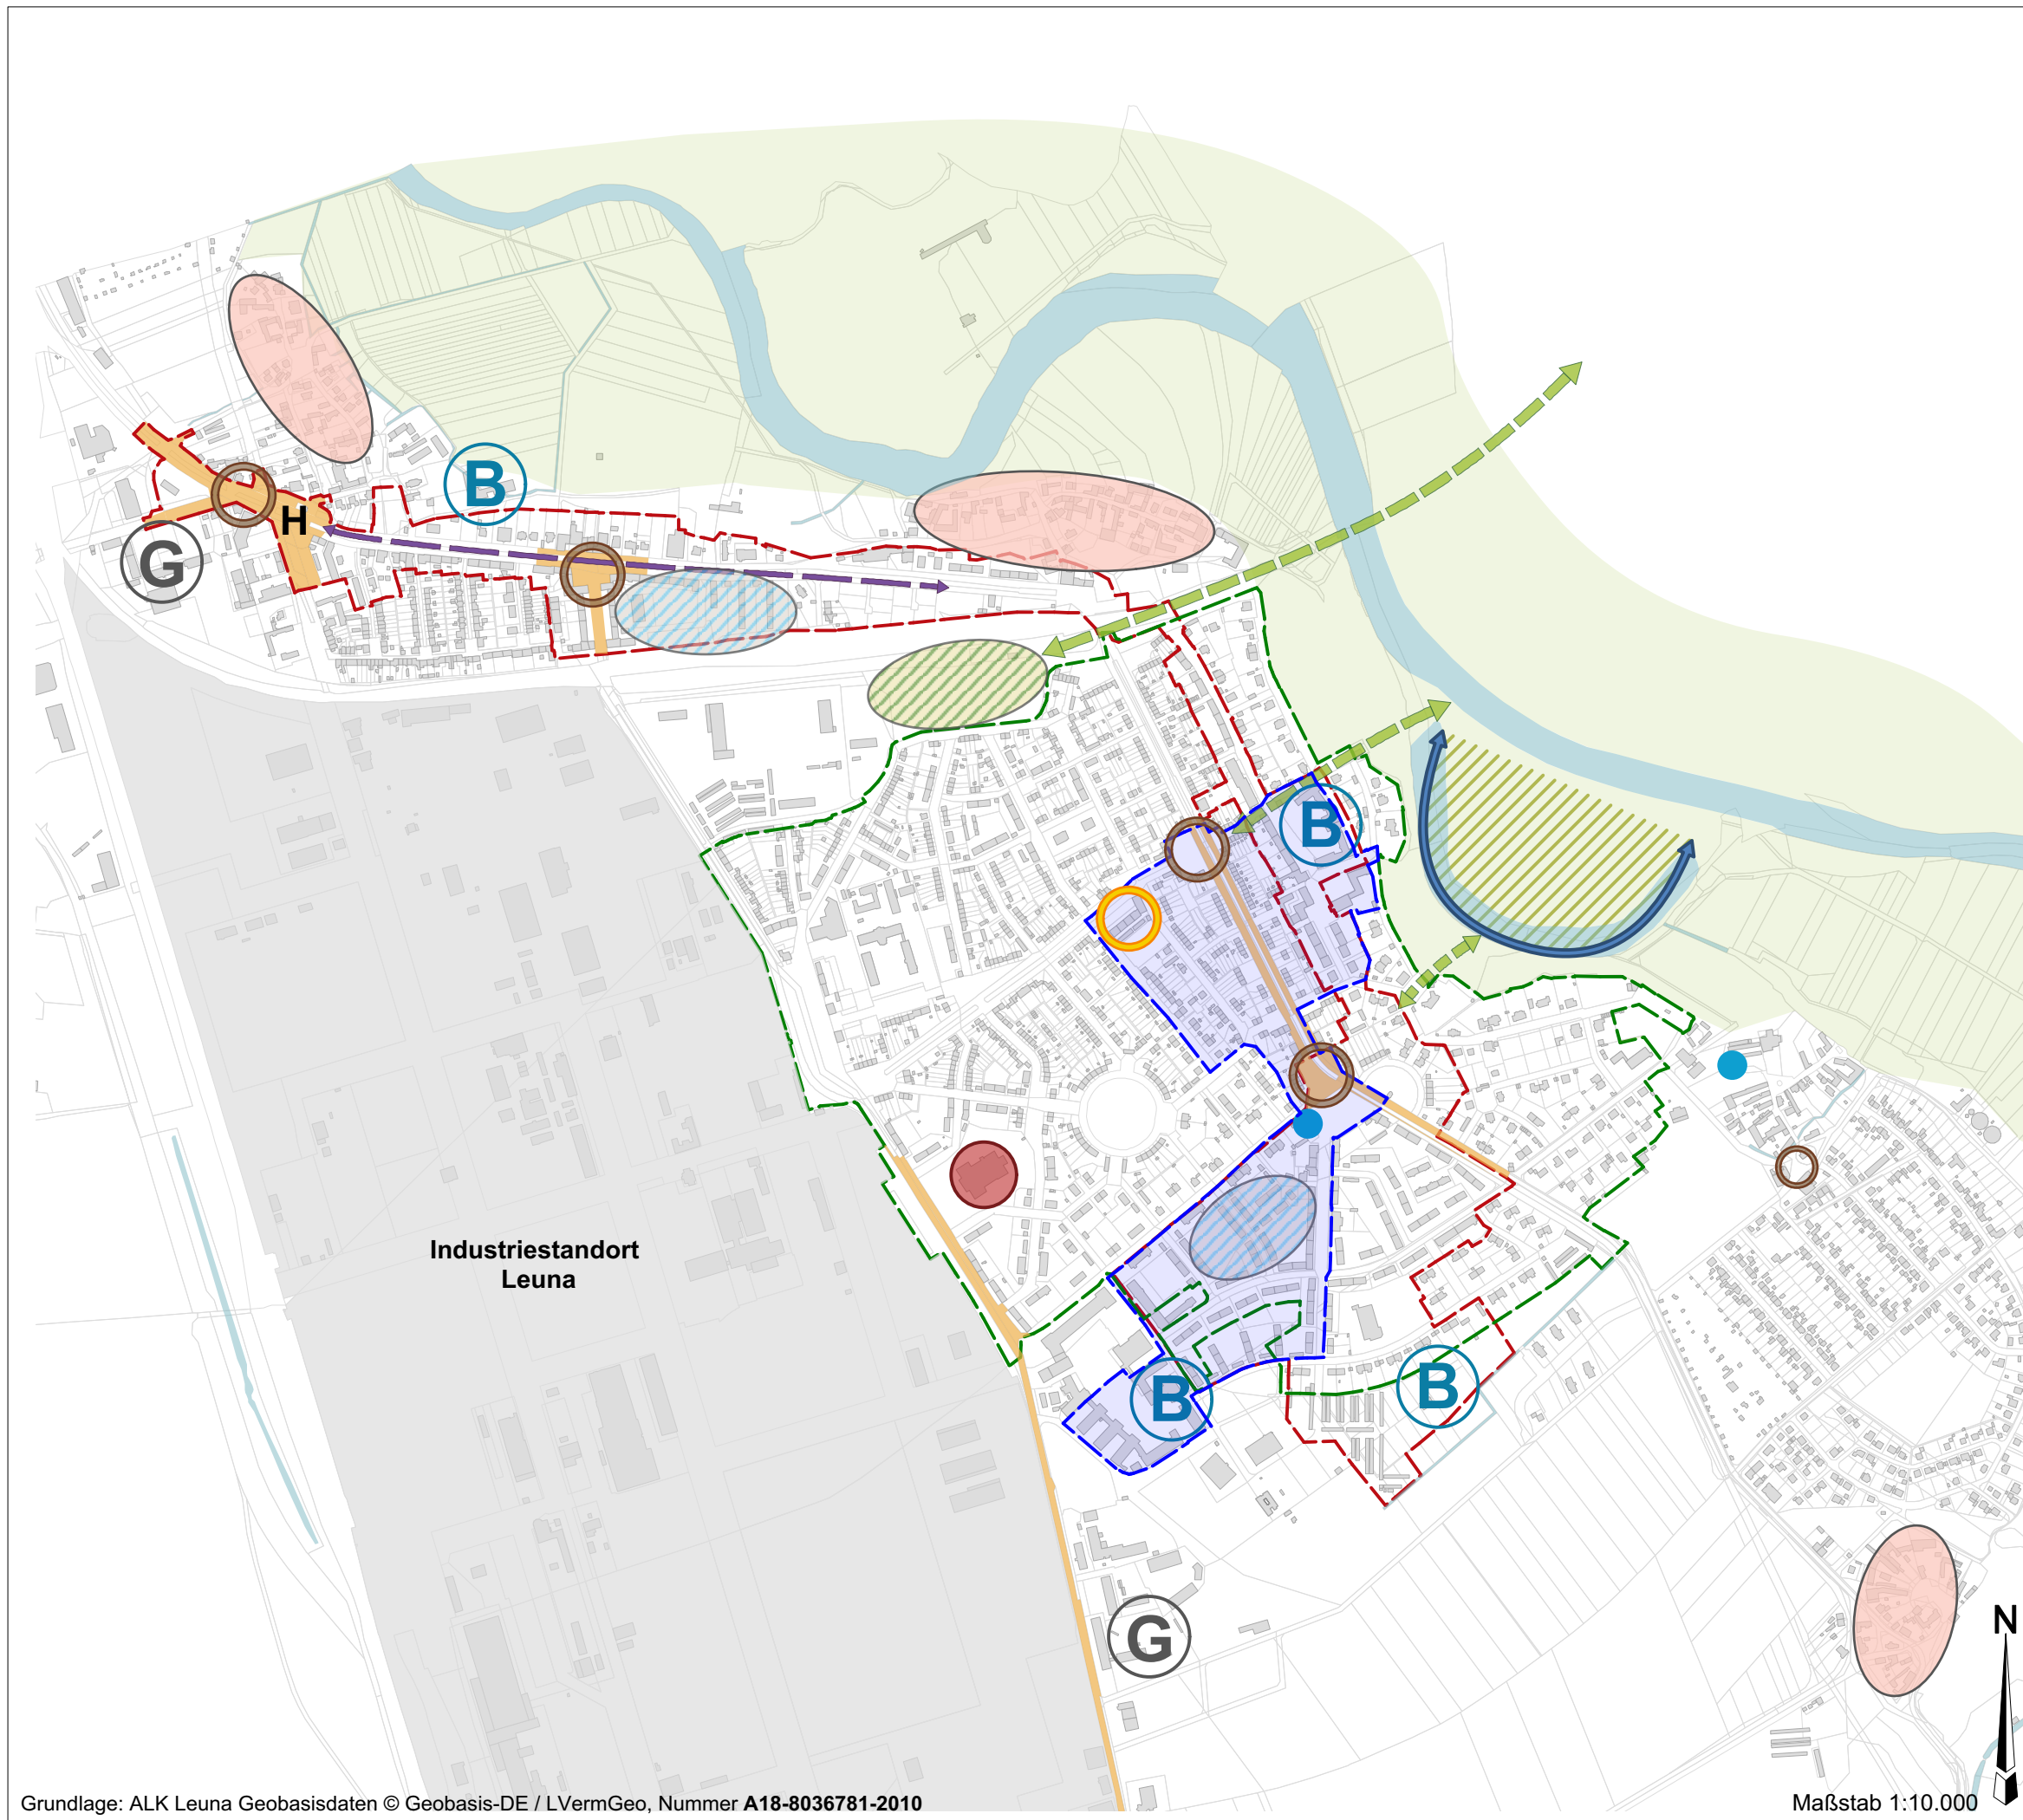 B
H
G
B
Industriestandort
Leuna
B
B
G
N
Grundlage: ALK Leuna Geobasisdaten © Geobasis-DE / LVermGeo, Nummer A18-8036781-2010
Maßstab 1:10.000